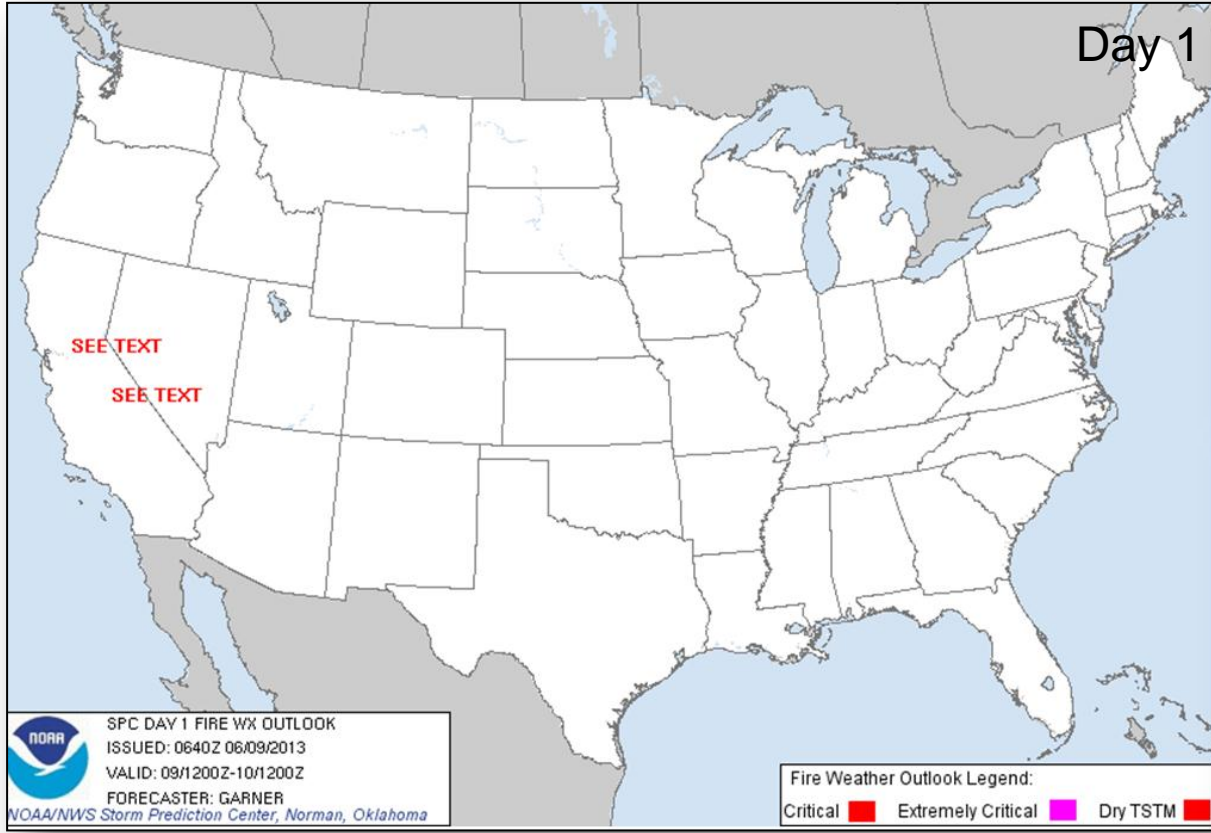 Day 1
SEE TEXT
SEE TEXT
NOAA
SPC DAY 1 FIRE WX OUTLOOK
ISSUED: 0640Z 06/09/2013
VALID: 09/1200Z-10/1200Z
FORECASTER: GARNER
NOAA/NWS Storm Prediction Center, Norman, Oklahoma
Fire Weather Outlook Legend:
Critical Extremely Critical Dry TSTM